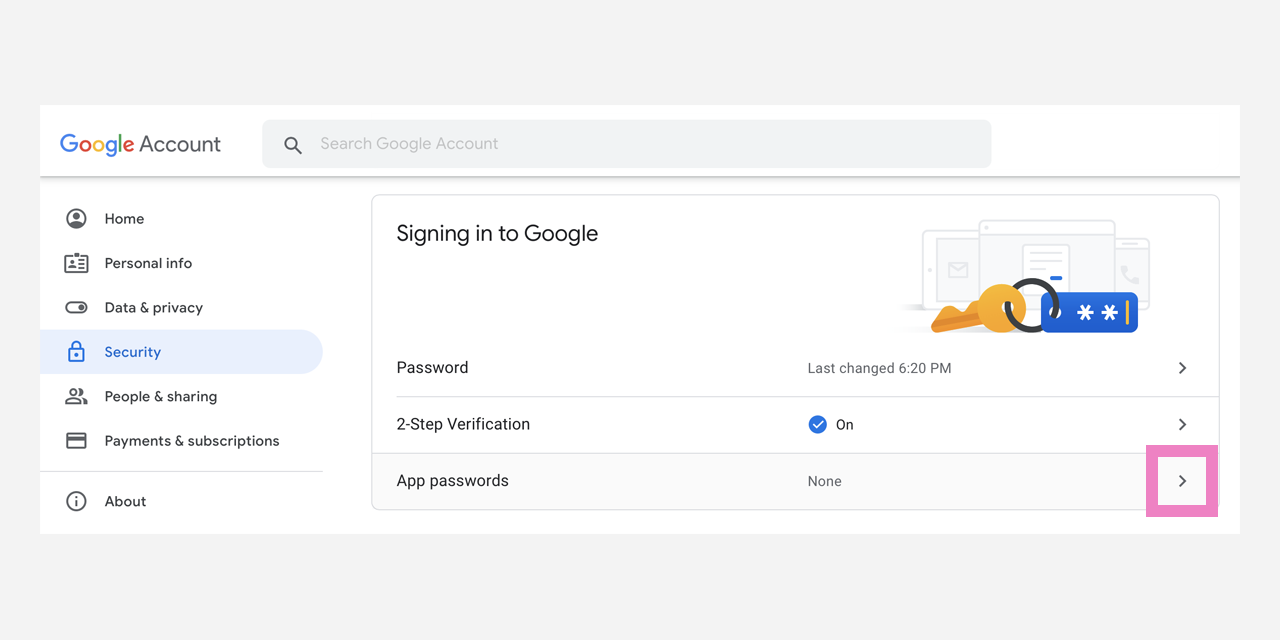 Google Account
Search Google Account
Home
Personal info
Data & privacy
Security
People & sharing
Payments & subscriptions
About
Signing in to Google
**
Password Last changed 6:20 PM
2-Step Verification On
App passwords None